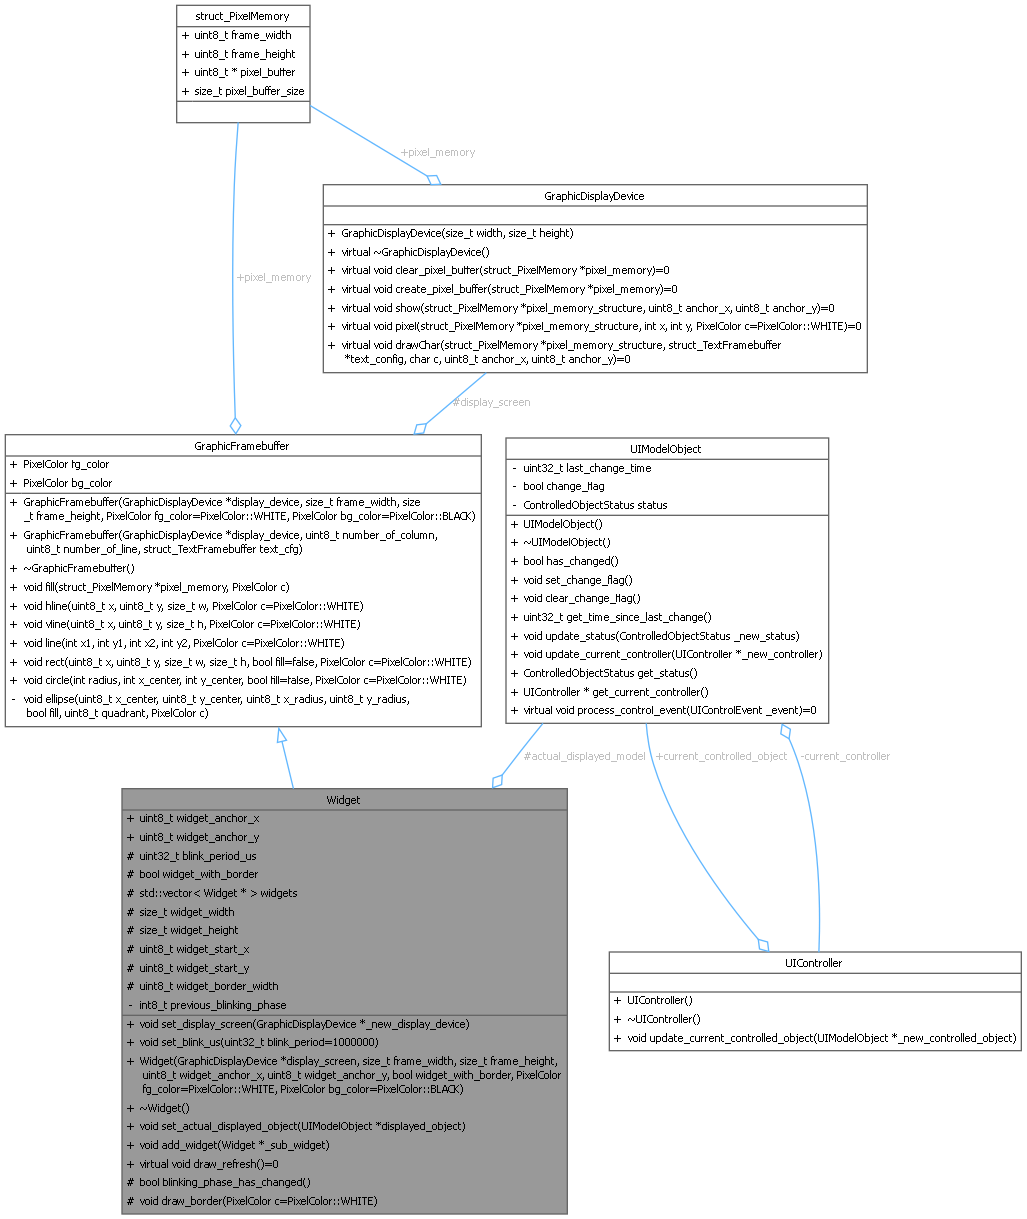 struct_PixelMemory
+ uint8_t frame_width
+ uint8_t frame_height
+ uint8_t * pixel_buffer
+ size_t pixel_buffer_size
+pixel_memory
GraphicDisplayDevice
+ GraphicDisplayDevice(size_t width, size_t height)
+ virtual ~GraphicDisplayDevice()
+ virtual void clear_pixel_buffer(struct_PixelMemory *pixel_memory)=0
+ virtual void create_pixel_buffer(struct_PixelMemory *pixel_memory)=0
+ virtual void show(struct_PixelMemory *pixel_memory_structure, uint8_t anchor_x, uint8_t anchor_y)=0
+ virtual void pixel(struct_PixelMemory *pixel_memory_structure, int x, int y, PixelColor c=PixelColor::WHITE)=0
+ virtual void drawChar(struct_PixelMemory *pixel_memory_structure, struct_TextFramebuffer
*text_config, char c, uint8_t anchor_x, uint8_t anchor_y)=0
+pixel_memory
#display_screen
GraphicFramebuffer
+ PixelColor fg_color
+ PixelColor bg_color
+ GraphicFramebuffer(GraphicDisplayDevice *display_device, size_t frame_width, size
_t frame_height, PixelColor fg_color=PixelColor::WHITE, PixelColor bg_color=PixelColor::BLACK)
+ GraphicFramebuffer(GraphicDisplayDevice *display_device, uint8_t number_of_column,
uint8_t number_of_line, struct_TextFramebuffer text_cfg)
+ ~GraphicFramebuffer()
+ void fill(struct_PixelMemory *pixel_memory, PixelColor c)
+ void hline(uint8_t x, uint8_t y, size_t w, PixelColor c=PixelColor::WHITE)
+ void vline(uint8_t x, uint8_t y, size_t h, PixelColor c=PixelColor::WHITE)
+ void line(int x1, int y1, int x2, int y2, PixelColor c=PixelColor::WHITE)
+ void rect(uint8_t x, uint8_t y, size_t w, size_t h, bool fill=false, PixelColor c=PixelColor::WHITE)
+ void circle(int radius, int x_center, int y_center, bool fill=false, PixelColor c=PixelColor::WHITE)
- void ellipse(uint8_t x_center, uint8_t y_center, uint8_t x_radius, uint8_t y_radius,
bool fill, uint8_t quadrant, PixelColor c)
UIModelObject
- uint32_t last_change_time
- bool change_flag
- ControlledObjectStatus status
+ UIModelObject()
+ ~UIModelObject()
+ bool has_changed()
+ void set_change_flag()
+ void clear_change_flag()
+ uint32_t get_time_since_last_change()
+ void update_status(ControlledObjectStatus _new_status)
+ void update_current_controller(UIController *_new_controller)
+ ControlledObjectStatus get_status()
+ UIController * get_current_controller()
+ virtual void process_control_event(UIControlEvent _event)=0
#actual_displayed_model
+current_controlled_object
-current_controller
Widget
+ uint8_t widget_anchor_x
+ uint8_t widget_anchor_y
# uint32_t blink_period_us
# bool widget_with_border
# std::vector< Widget * > widgets
# size_t widget_width
# size_t widget_height
# uint8_t widget_start_x
# uint8_t widget_start_y
# uint8_t widget_border_width
- int8_t previous_blinking_phase
+ void set_display_screen(GraphicDisplayDevice *_new_display_device)
+ void set_blink_us(uint32_t blink_period=1000000)
+ Widget(GraphicDisplayDevice *display_screen, size_t frame_width, size_t frame_height,
uint8_t widget_anchor_x, uint8_t widget_anchor_y, bool widget_with_border, PixelColor
fg_color=PixelColor::WHITE, PixelColor bg_color=PixelColor::BLACK)
+ ~Widget()
+ void set_actual_displayed_object(UIModelObject *displayed_object)
+ void add_widget(Widget *_sub_widget)
+ virtual void draw_refresh()=0
# bool blinking_phase_has_changed()
# void draw_border(PixelColor c=PixelColor::WHITE)
UIController
+ UIController()
+ ~UIController()
+ void update_current_controlled_object(UIModelObject *_new_controlled_object)